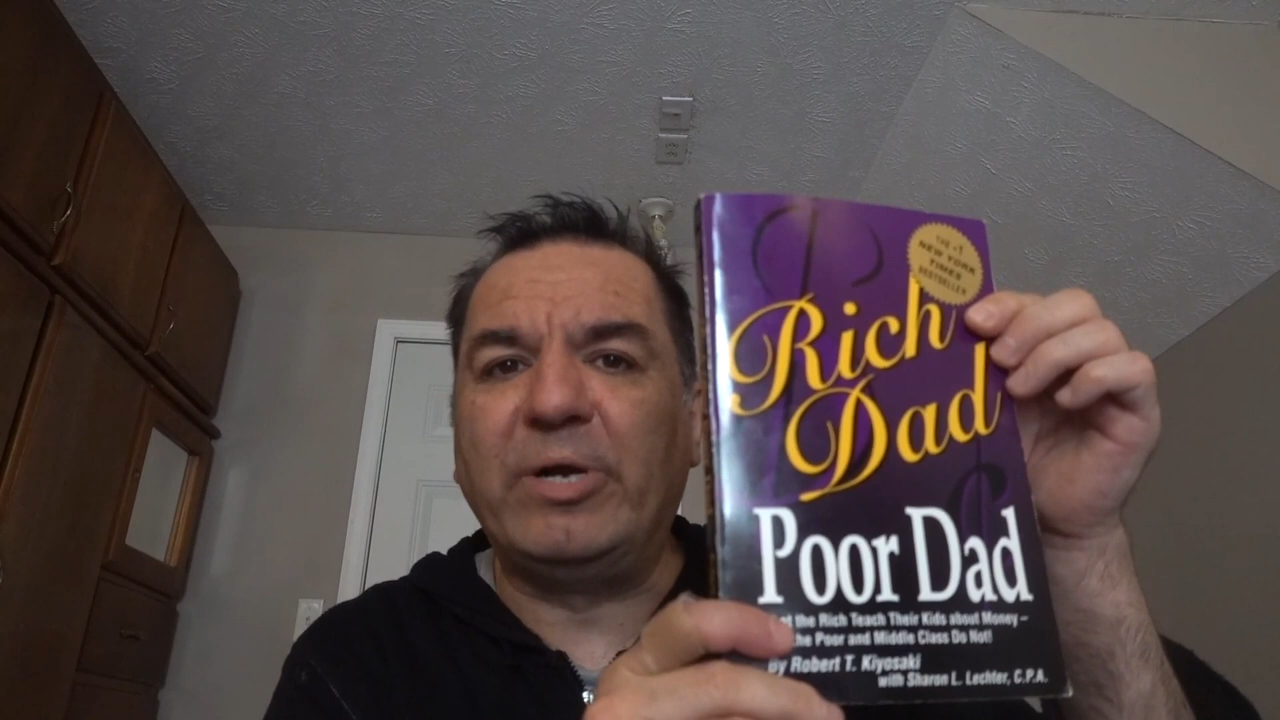 THE #1
NEW YORK
TIMES
BESTSELLER
Rich
Dad
Poor Dad
the Rich Teach Their Kids about Money –
the Poor and Middle Class Do Not!
By Robert T. Kiyosaki
with Sharon L. Lechter, C.P.A.